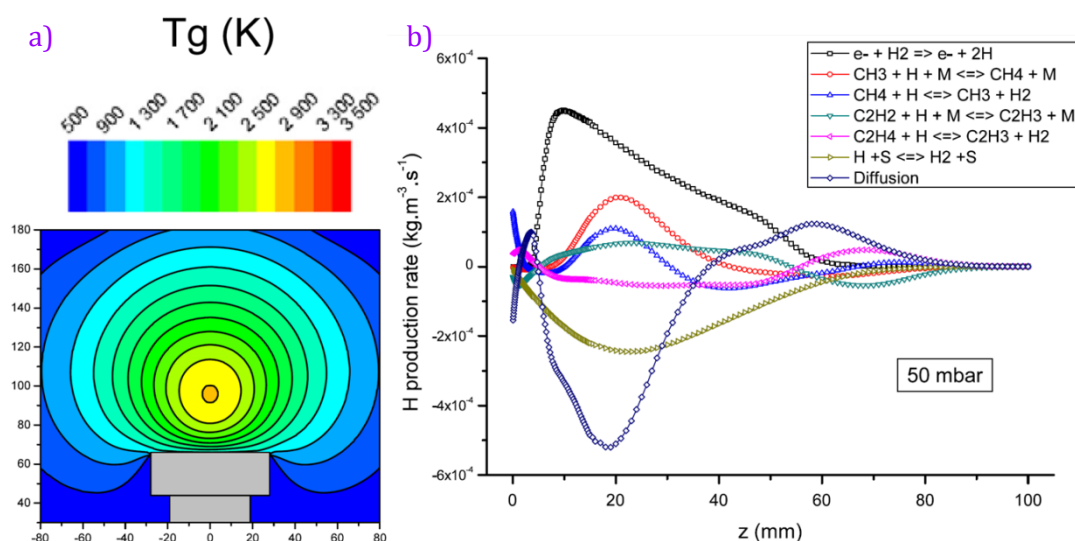 a)
Tg (K)
500
900
1 300
1 700
2 100
2 500
2 900
3 300
3 500
180
160
140
120
100
80
60
40
-80
-60
-40
-20
0
20
40
60
80
b)
e- + H2 => e- + 2H
CH3 + H + M <=> CH4 + M
CH4 + H <=> CH3 + H2
C2H2 + H + M <=> C2H3 + M
C2H4 + H <=> C2H3 + H2
H +S <=> H2 +S
Diffusion
H production rate (kg.m⁻³.s⁻¹)
6x10⁻⁴
4x10⁻⁴
2x10⁻⁴
0
-2x10⁻⁴
-4x10⁻⁴
-6x10⁻⁴
50 mbar
0
20
40
60
80
100
z (mm)